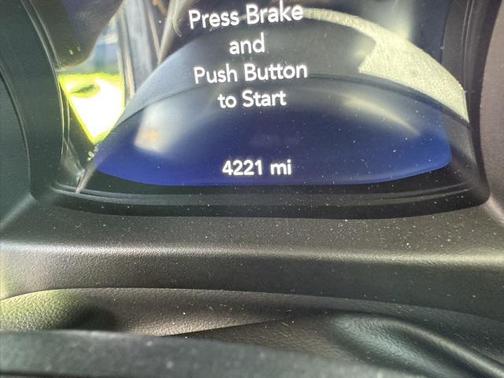 Press Brake
and
Push Button
to Start
4221 mi